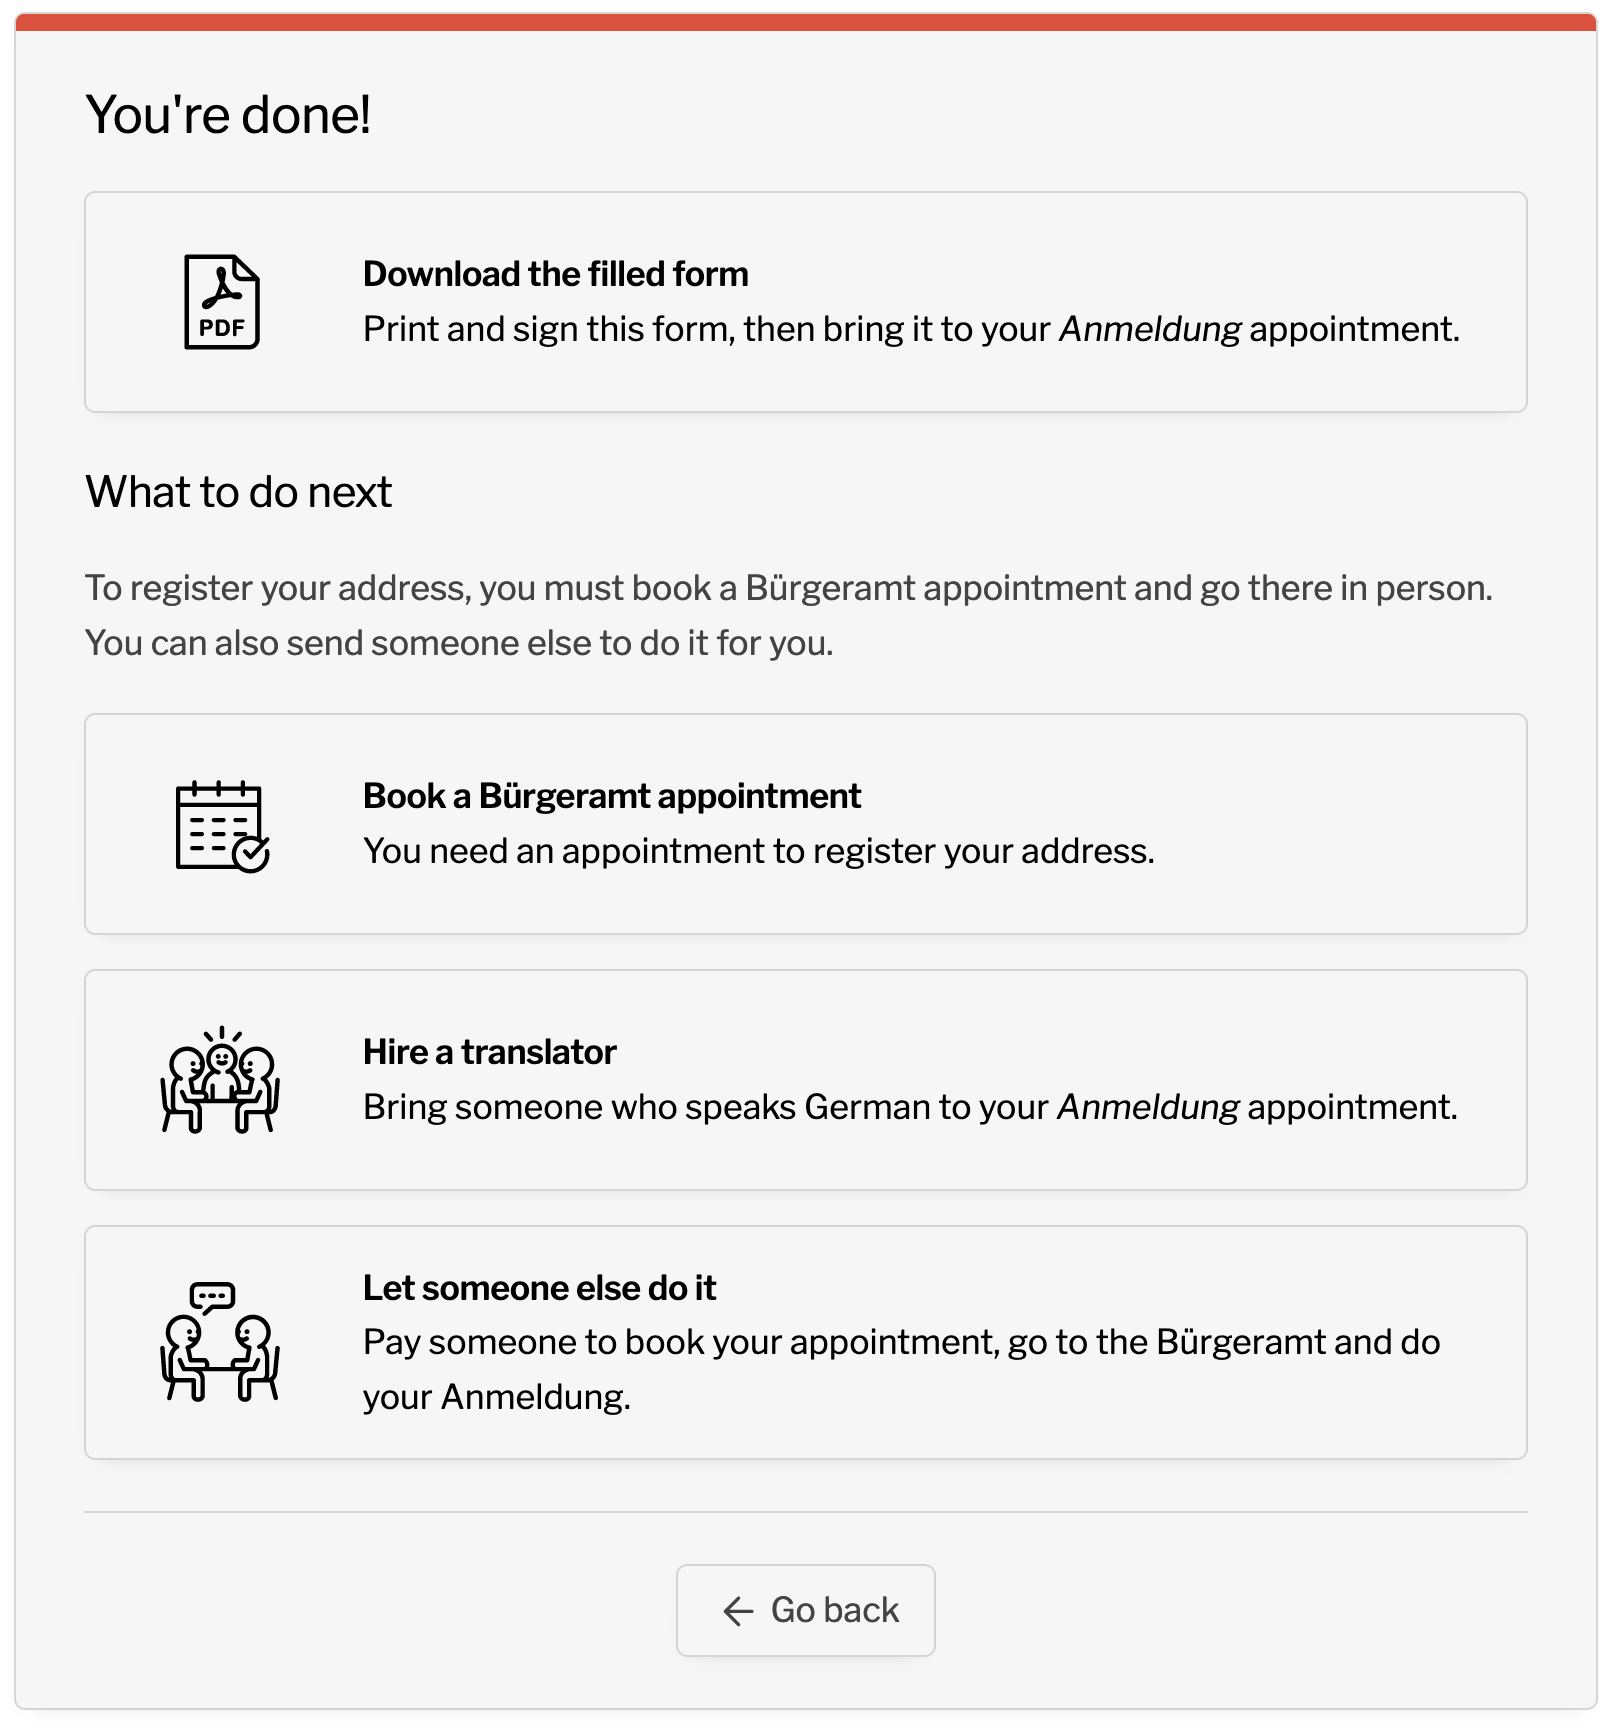 You're done!
PDF
Download the filled form
Print and sign this form, then bring it to your Anmeldung appointment.
What to do next
To register your address, you must book a Bürgeramt appointment and go there in person.
You can also send someone else to do it for you.
Book a Bürgeramt appointment
You need an appointment to register your address.
Hire a translator
Bring someone who speaks German to your Anmeldung appointment.
Let someone else do it
Pay someone to book your appointment, go to the Bürgeramt and do
your Anmeldung.
Go back